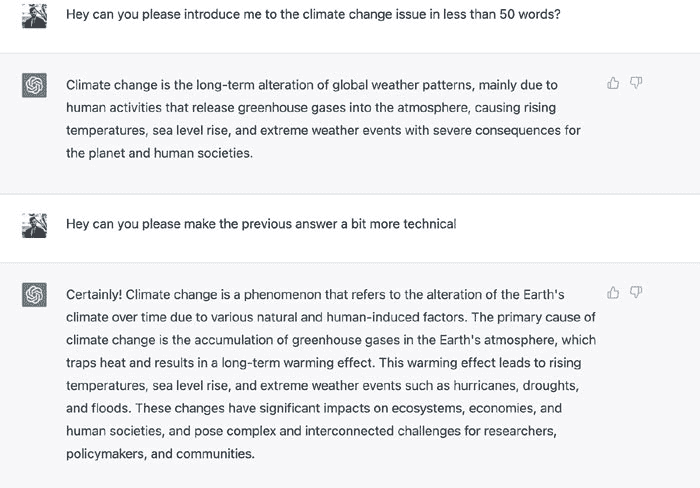 Hey can you please introduce me to the climate change issue in less than 50 words?
Climate change is the long-term alteration of global weather patterns, mainly due to
human activities that release greenhouse gases into the atmosphere, causing rising
temperatures, sea level rise, and extreme weather events with severe consequences for
the planet and human societies.
Hey can you please make the previous answer a bit more technical
Certainly! Climate change is a phenomenon that refers to the alteration of the Earth's
climate over time due to various natural and human-induced factors. The primary cause of
climate change is the accumulation of greenhouse gases in the Earth's atmosphere, which
traps heat and results in a long-term warming effect. This warming effect leads to rising
temperatures, sea level rise, and extreme weather events such as hurricanes, droughts,
and floods. These changes have significant impacts on ecosystems, economies, and
human societies, and pose complex and interconnected challenges for researchers,
policymakers, and communities.